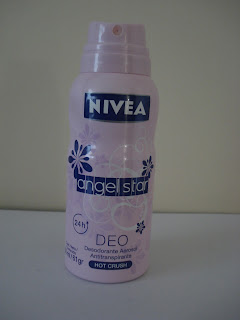 NIVEA
angel star
24h
DEO
Desodorante Aerosol
Antitranspirante
HOT CRUSH